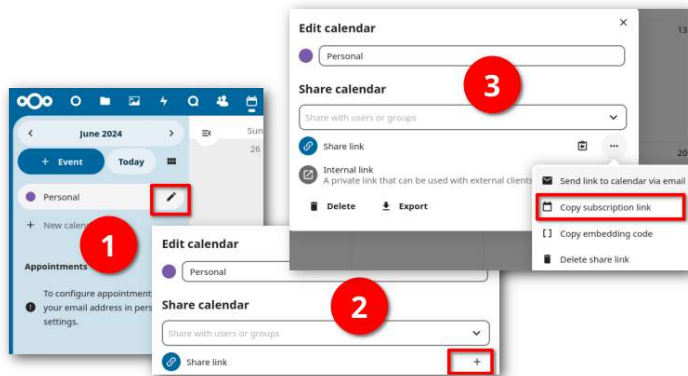 June 2024
+ Event
Today
Sun
26
Personal
+ New calen
1
Appointments
To configure appointment
your email address in pers
settings.
Edit calendar
Personal
Share calendar
Share with users or groups
2
Share link
Edit calendar
Personal
3
Share calendar
Share with users or groups
Share link
Internal link
A private link that can be used with external clients
Delete
Export
13
20
Send link to calendar via email
Copy subscription link
Copy embedding code
Delete share link